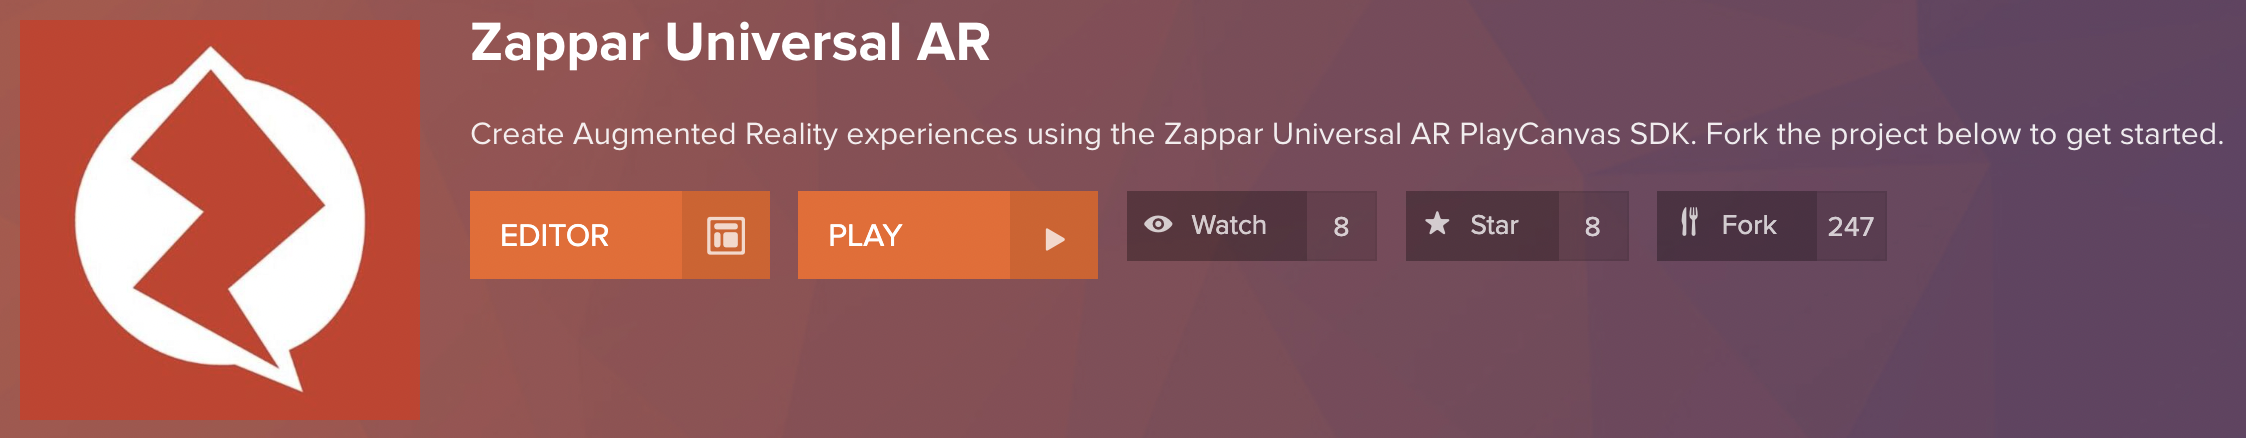 Zappar Universal AR
Create Augmented Reality experiences using the Zappar Universal AR PlayCanvas SDK. Fork the project below to get started.
EDITOR PLAY Watch 8 Star 8 Fork 247